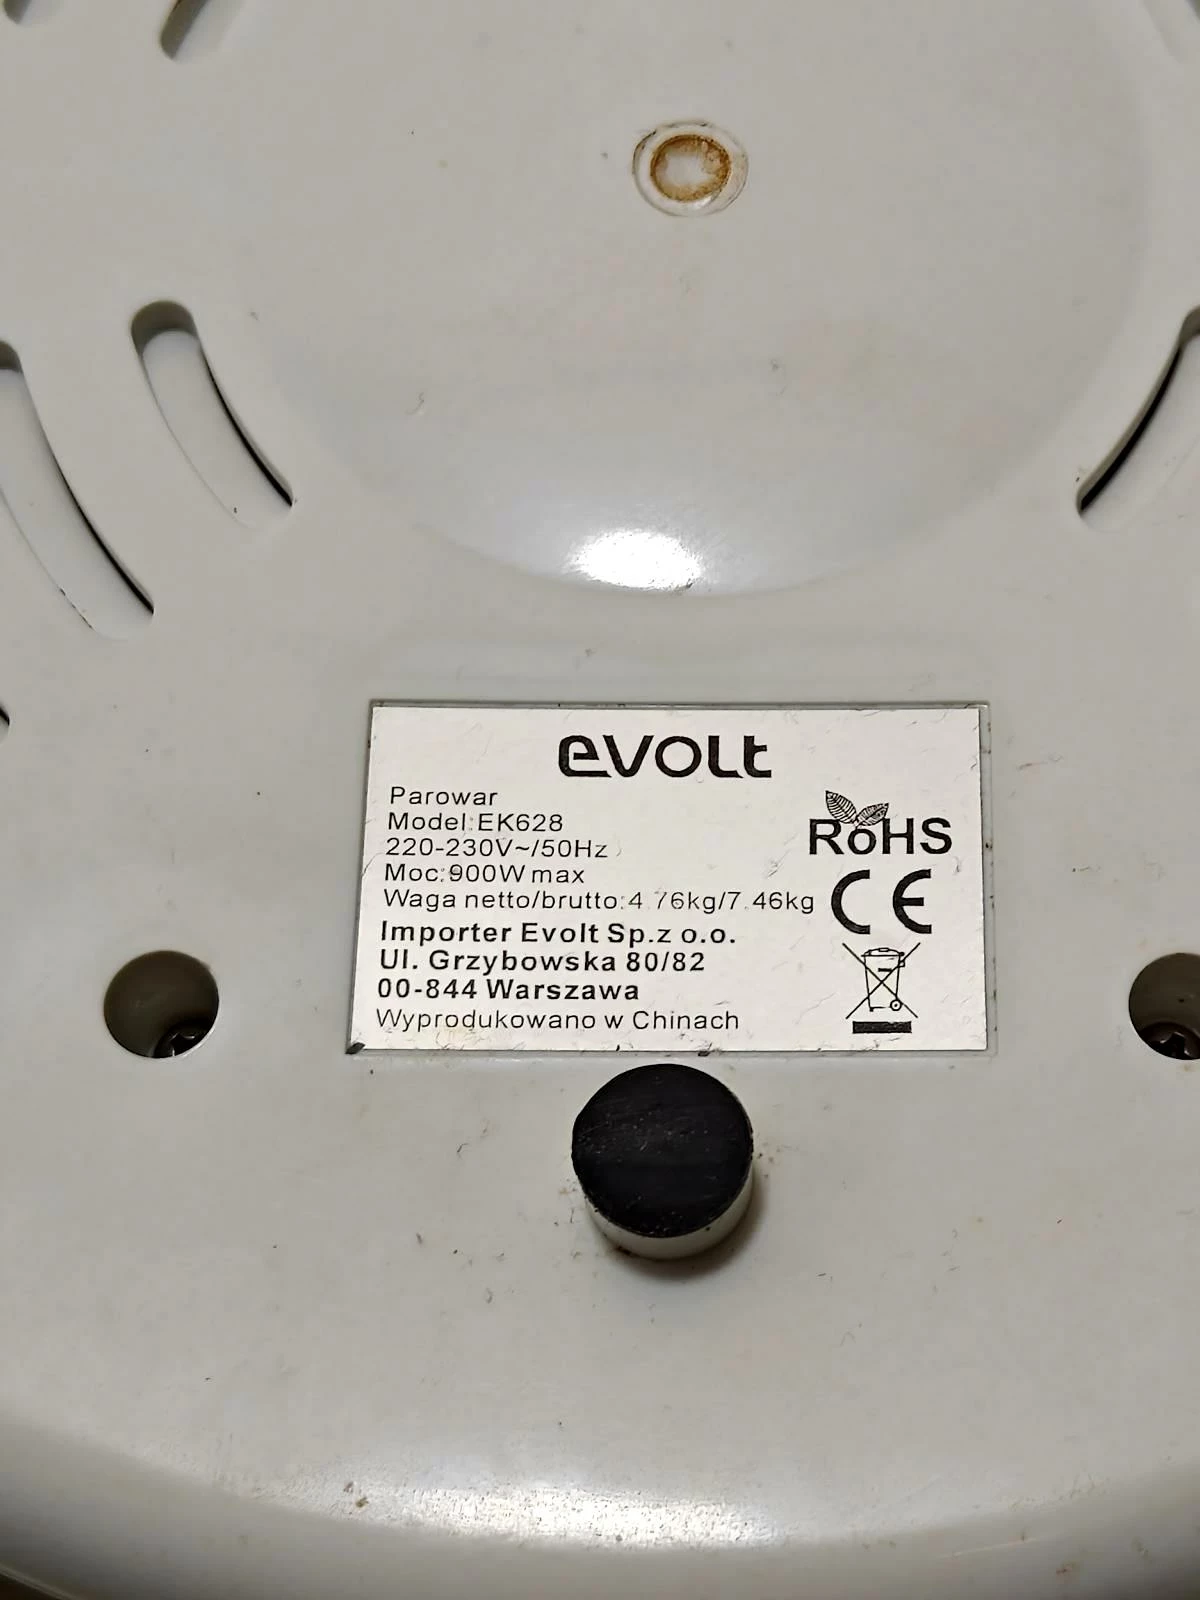 evolt
Parowar
Model:EK628
220-230V~/50Hz
Moc:900W max
Waga netto/brutto:4.76kg/7.46kg
Importer Evolt Sp.z o.o.
Ul. Grzybowska 80/82
00-844 Warszawa
Wyprodukowano w Chinach
RoHS
CE